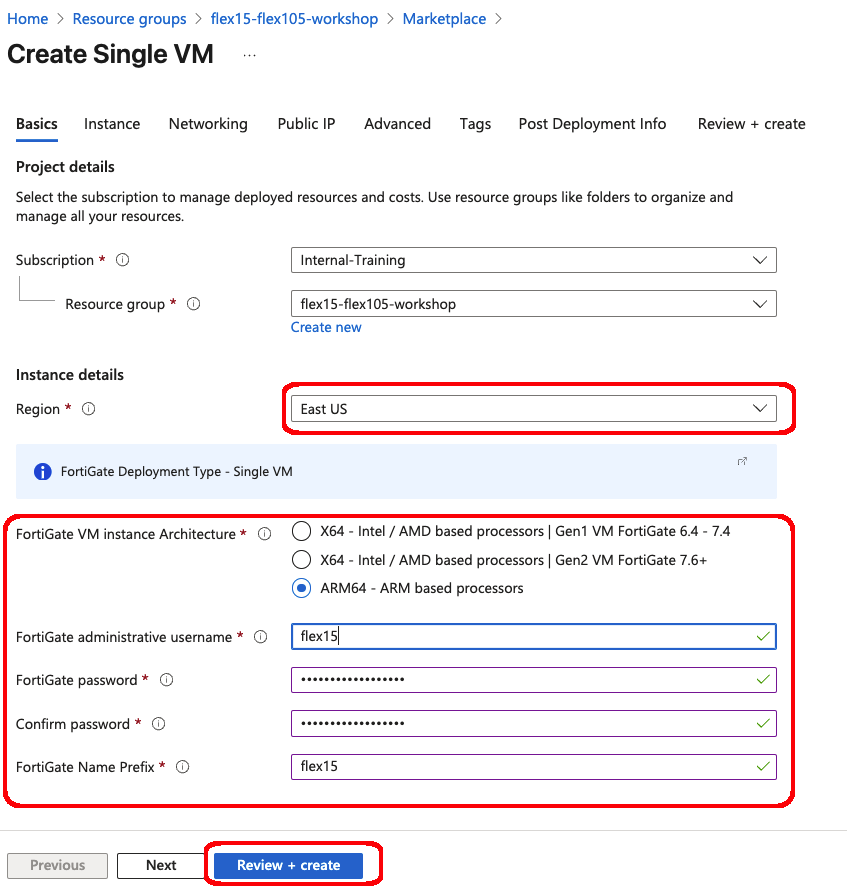 Home > Resource groups > flex15-flex105-workshop > Marketplace >
Create Single VM ...
Basics Instance Networking Public IP Advanced Tags Post Deployment Info Review + create
Project details
Select the subscription to manage deployed resources and costs. Use resource groups like folders to organize and
manage all your resources.
Subscription * Internal-Training
Resource group * flex15-flex105-workshop
Create new
Instance details
Region * East US
FortiGate Deployment Type - Single VM
FortiGate VM instance Architecture * X64 - Intel / AMD based processors | Gen1 VM FortiGate 6.4 - 7.4
X64 - Intel / AMD based processors | Gen2 VM FortiGate 7.6+
ARM64 - ARM based processors
FortiGate administrative username * flex15
FortiGate password * ••••••••••••••••••
Confirm password * ••••••••••••••••••
FortiGate Name Prefix * flex15
Previous Next Review + create